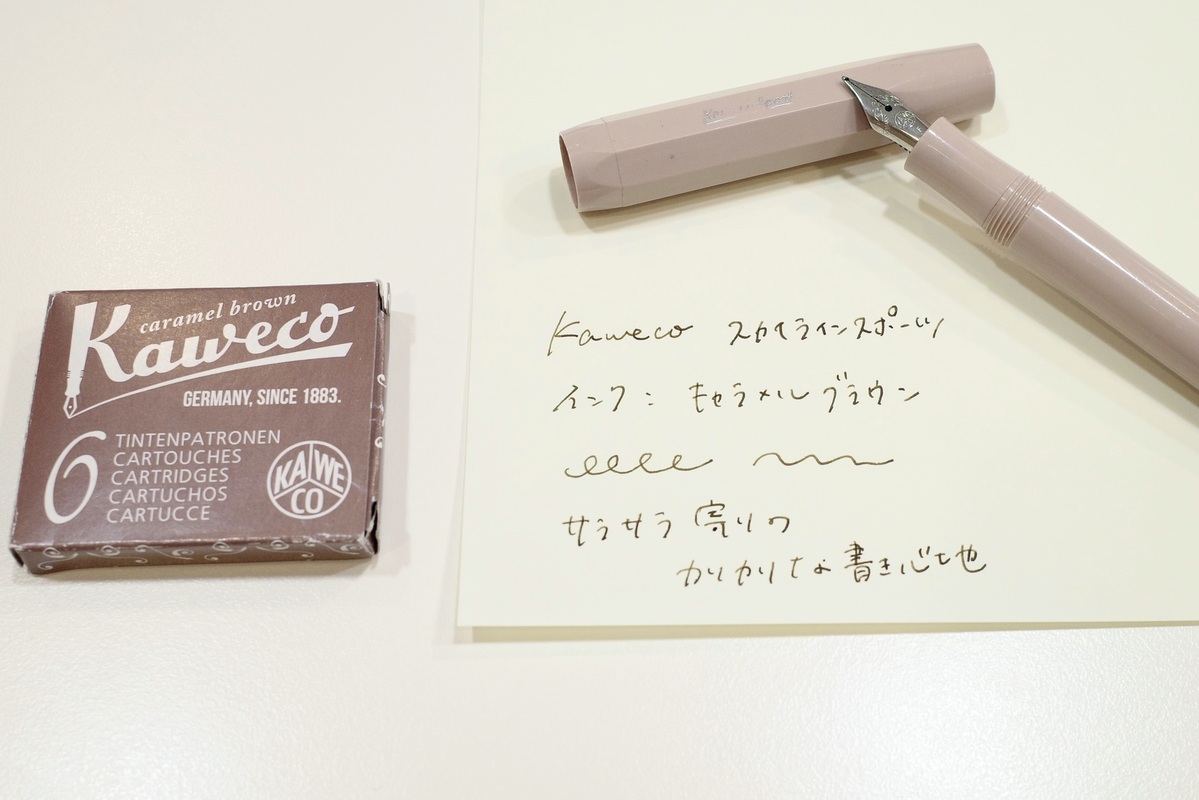 caramel brown
Kaweco
GERMANY, SINCE 1883.
6
TINTENPATRONEN
CARTOUCHES
CARTRIDGES
CARTUCHOS
CARTUCCE
KAWE
CO
Kaweco スカイラインスポーツ
インク：キャラメルブラウン
サラサラ寄りの
カリカリな書き心地